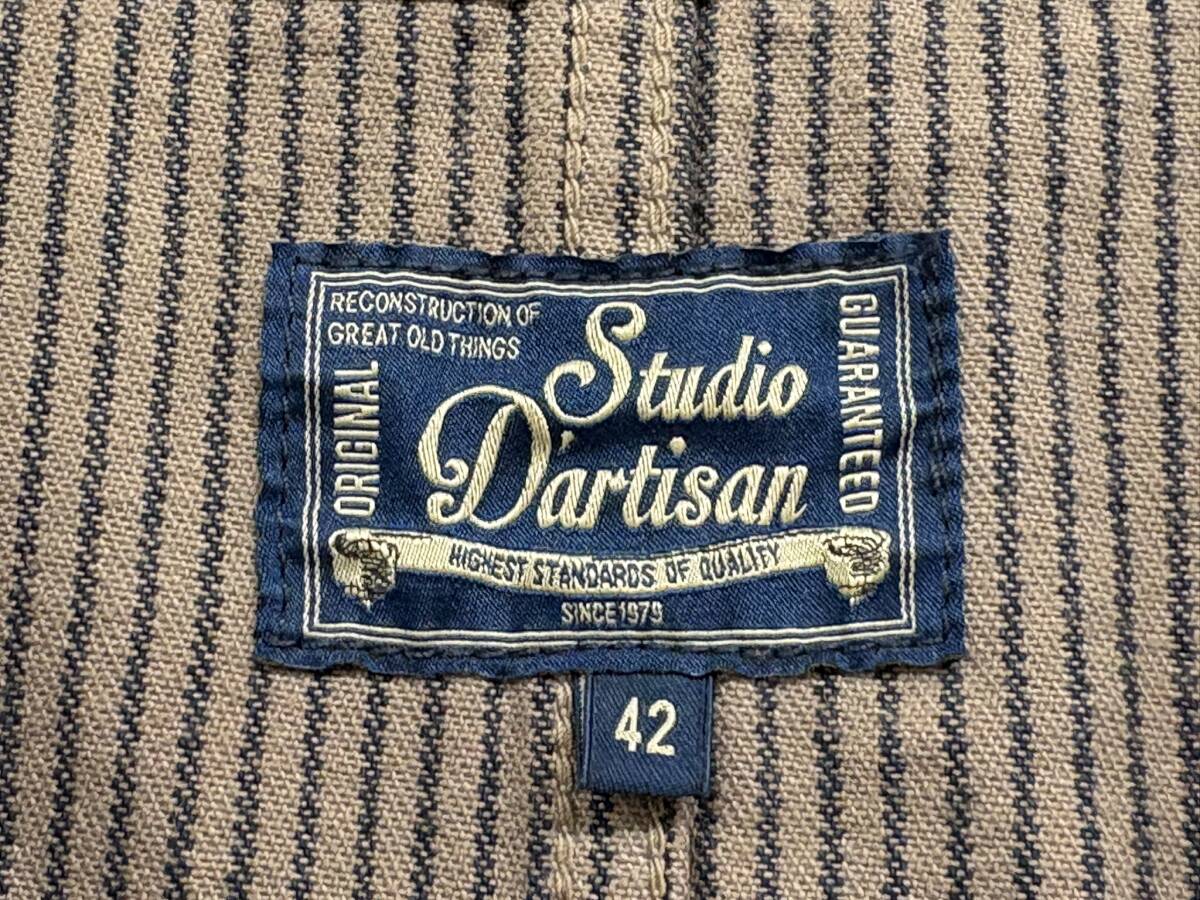 RECONSTRUCTION OF
GREAT OLD THINGS
ORIGINAL
Studio
D'artisan
GUARANTEED
HIGHEST STANDARDS OF QUALITY
SINCE 1979
42